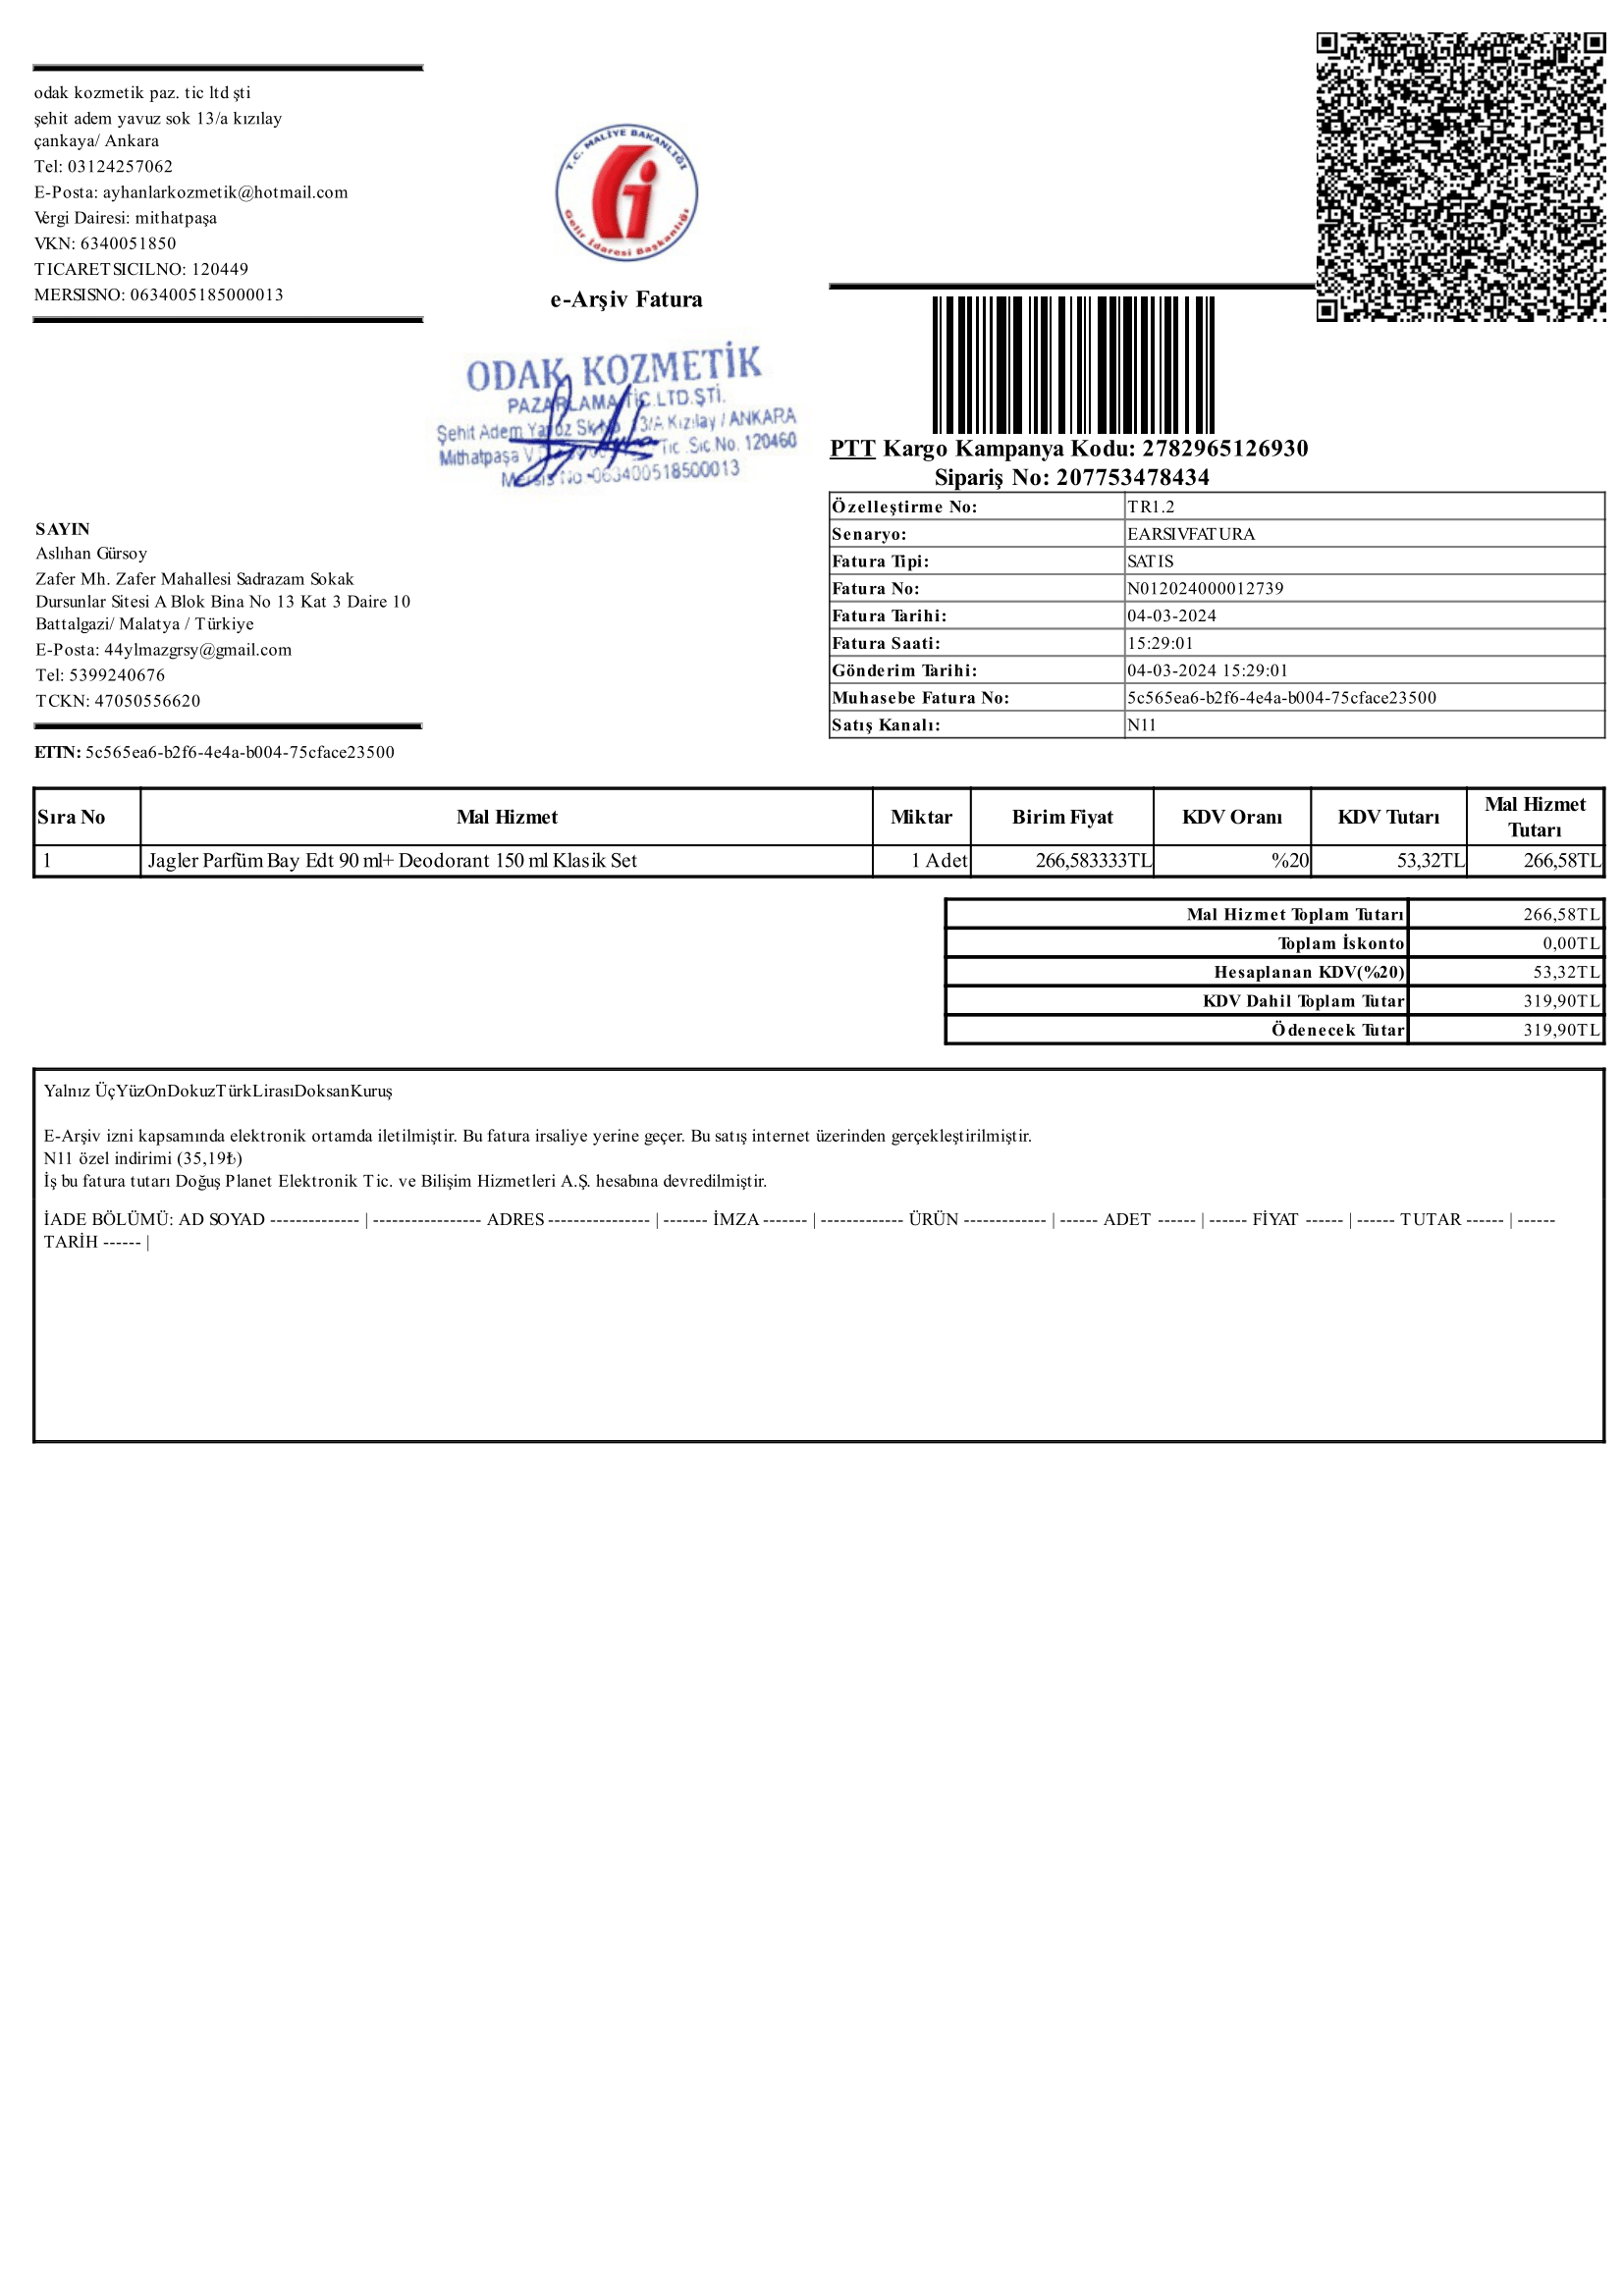 odak kozmetik paz. tic ltd şti
şehit adem yavuz sok 13/a kızılay
çankaya/ Ankara
Tel: 03124257062
E-Posta: ayhanlarkozmetik@hotmail.com
Vergi Dairesi: mithatpaşa
VKN: 6340051850
TICARETSICILNO: 120449
MERSISNO: 0634005185000013
T.C. MALİYE BAKANLIĞI
Gelir İdaresi Başkanlığı
e-Arşiv Fatura
ODAK KOZMETİK
PAZARLAMA TİC.LTD.ŞTİ.
Şehit Adem Yavuz Sk. 13/A Kızılay / ANKARA
Mithatpaşa V. Tic. Sic. No. 120460
Mersis No 063400518500013
PTT Kargo Kampanya Kodu: 2782965126930
Sipariş No: 207753478434
Özelleştirme No: TR1.2
Senaryo: EARSIVFATURA
Fatura Tipi: SATIS
Fatura No: N012024000012739
Fatura Tarihi: 04-03-2024
Fatura Saati: 15:29:01
Gönderim Tarihi: 04-03-2024 15:29:01
Muhasebe Fatura No: 5c565ea6-b2f6-4e4a-b004-75cface23500
Satış Kanalı: N11
SAYIN
Aslıhan Gürsoy
Zafer Mh. Zafer Mahallesi Sadrazam Sokak
Dursunlar Sitesi A Blok Bina No 13 Kat 3 Daire 10
Battalgazi/ Malatya / Türkiye
E-Posta: 44ylmazgrsy@gmail.com
Tel: 5399240676
TCKN: 47050556620
ETTN: 5c565ea6-b2f6-4e4a-b004-75cface23500
Sıra No Mal Hizmet Miktar Birim Fiyat KDV Oranı KDV Tutarı Mal Hizmet Tutarı
1 Jagler Parfüm Bay Edt 90 ml+ Deodorant 150 ml Klasik Set 1 Adet 266,583333TL %20 53,32TL 266,58TL
Mal Hizmet Toplam Tutarı 266,58TL
Toplam İskonto 0,00TL
Hesaplanan KDV(%20) 53,32TL
KDV Dahil Toplam Tutar 319,90TL
Ödenecek Tutar 319,90TL
Yalnız ÜçYüzOnDokuzTürkLirasıDoksanKuruş
E-Arşiv izni kapsamında elektronik ortamda iletilmiştir. Bu fatura irsaliye yerine geçer. Bu satış internet üzerinden gerçekleştirilmiştir.
N11 özel indirimi (35,19₺)
İş bu fatura tutarı Doğuş Planet Elektronik Tic. ve Bilişim Hizmetleri A.Ş. hesabına devredilmiştir.
İADE BÖLÜMÜ: AD SOYAD -------------- | ----------------- ADRES ---------------- | ------- İMZA ------- | ------------- ÜRÜN ------------- | ------ ADET ------ | ------ FİYAT ------ | ------ TUTAR ------ | ------
TARİH ------ |